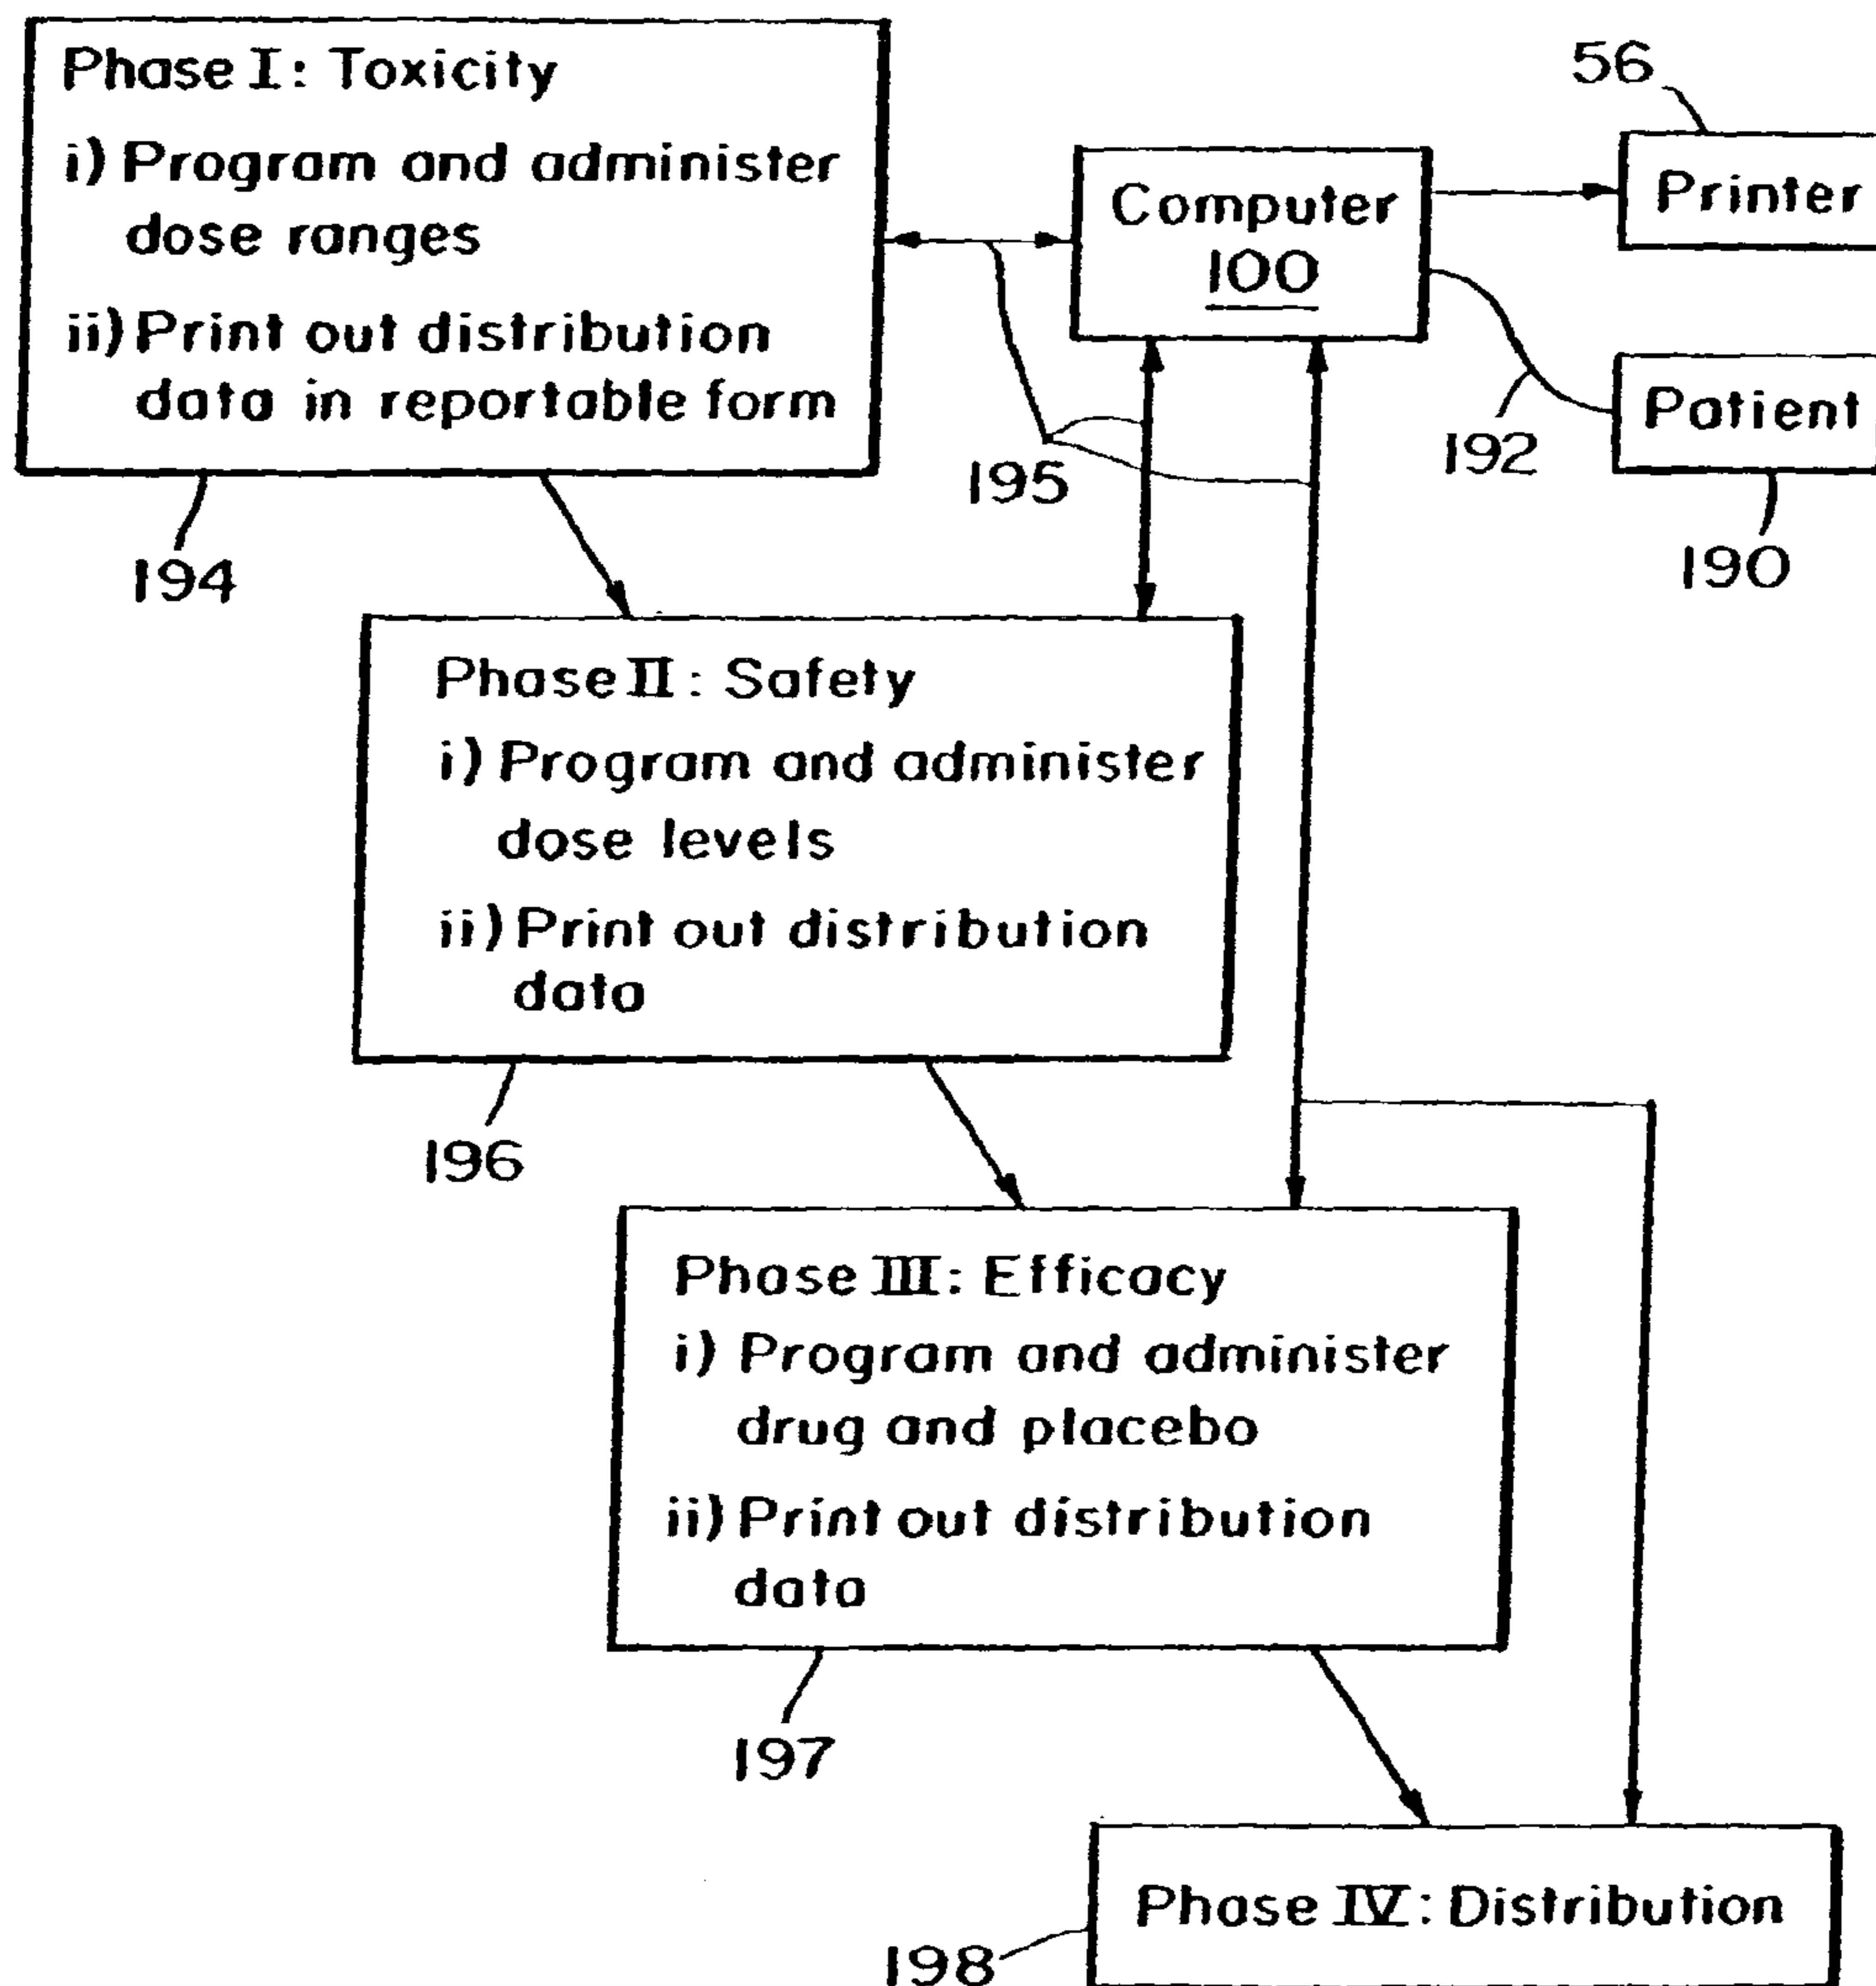 Phase I: Toxicity
i) Program and administer
dose ranges
ii) Print out distribution
data in reportable form
194
Computer
100
56
Printer
192
Patient
190
195
Phase II: Safety
i) Program and administer
dose levels
ii) Print out distribution
data
196
Phase III: Efficacy
i) Program and administer
drug and placebo
ii) Print out distribution
data
197
Phase IV: Distribution
198